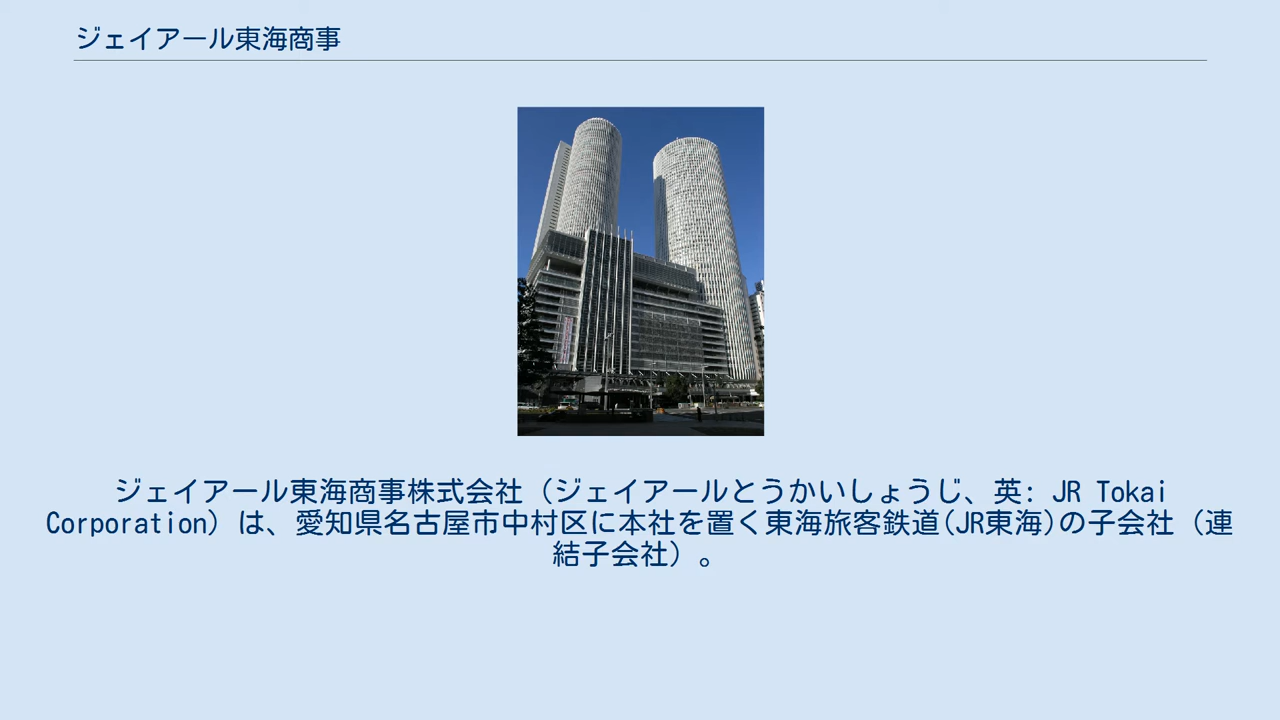 ジェイアール東海商事
ジェイアール東海商事株式会社（ジェイアールとうかいしょうじ、英: JR Tokai
Corporation）は、愛知県名古屋市中村区に本社を置く東海旅客鉄道(JR東海)の子会社（連
結子会社）。